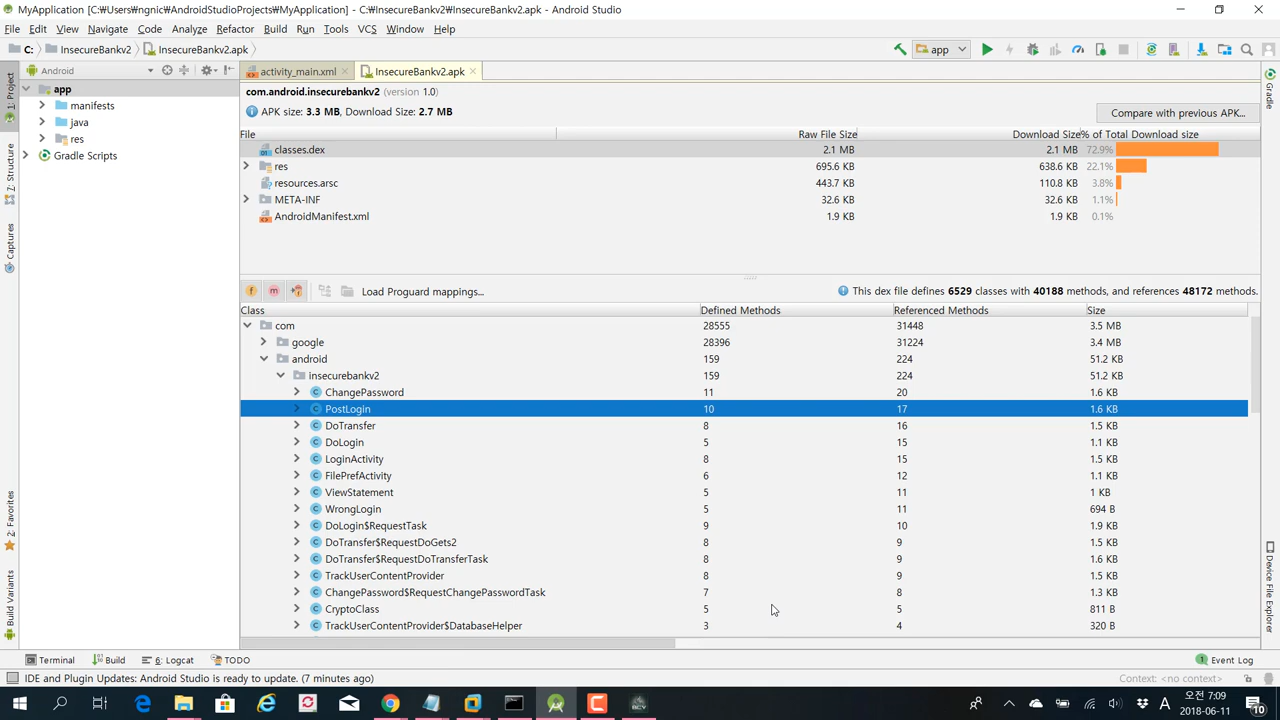 MyApplication [C:₩Users₩ngnic₩AndroidStudioProjects₩MyApplication] - C:₩InsecureBankv2₩InsecureBankv2.apk - Android Studio
File Edit View Navigate Code Analyze Refactor Build Run Tools VCS Window Help
C: InsecureBankv2 InsecureBankv2.apk
app
Android
activity_main.xml InsecureBankv2.apk
1: Project
Z: Structure
Captures
2: Favorites
Build Variants
Gradle
Device File Explorer
app
manifests
java
res
Gradle Scripts
com.android.insecurebankv2 (version 1.0)
APK size: 3.3 MB, Download Size: 2.7 MB
Compare with previous APK...
File Raw File Size Download Size % of Total Download size
classes.dex 2.1 MB 2.1 MB 72.9%
res 695.6 KB 638.6 KB 22.1%
resources.arsc 443.7 KB 110.8 KB 3.8%
META-INF 32.6 KB 32.6 KB 1.1%
AndroidManifest.xml 1.9 KB 1.9 KB 0.1%
f m Load Proguard mappings... This dex file defines 6529 classes with 40188 methods, and references 48172 methods.
Class Defined Methods Referenced Methods Size
com 28555 31448 3.5 MB
google 28396 31224 3.4 MB
android 159 224 51.2 KB
insecurebankv2 159 224 51.2 KB
ChangePassword 11 20 1.6 KB
PostLogin 10 17 1.6 KB
DoTransfer 8 16 1.5 KB
DoLogin 5 15 1.1 KB
LoginActivity 8 15 1.5 KB
FilePrefActivity 6 12 1.1 KB
ViewStatement 5 11 1 KB
WrongLogin 5 11 694 B
DoLogin$RequestTask 9 10 1.9 KB
DoTransfer$RequestDoGets2 8 9 1.5 KB
DoTransfer$RequestDoTransferTask 8 9 1.6 KB
TrackUserContentProvider 8 9 1.5 KB
ChangePassword$RequestChangePasswordTask 7 8 1.3 KB
CryptoClass 5 5 811 B
TrackUserContentProvider$DatabaseHelper 3 4 320 B
Terminal Build 6: Logcat TODO 1 Event Log
IDE and Plugin Updates: Android Studio is ready to update. (7 minutes ago) Context: <no context>
A 오전 7:09
2018-06-11
10